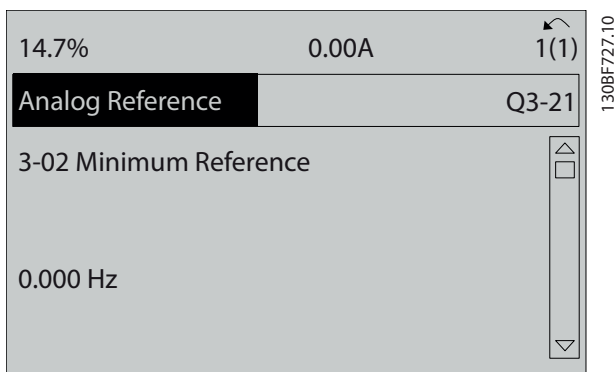 14.7% 0.00A 1(1)
Analog Reference Q3-21
3-02 Minimum Reference
0.000 Hz
130BF727.10